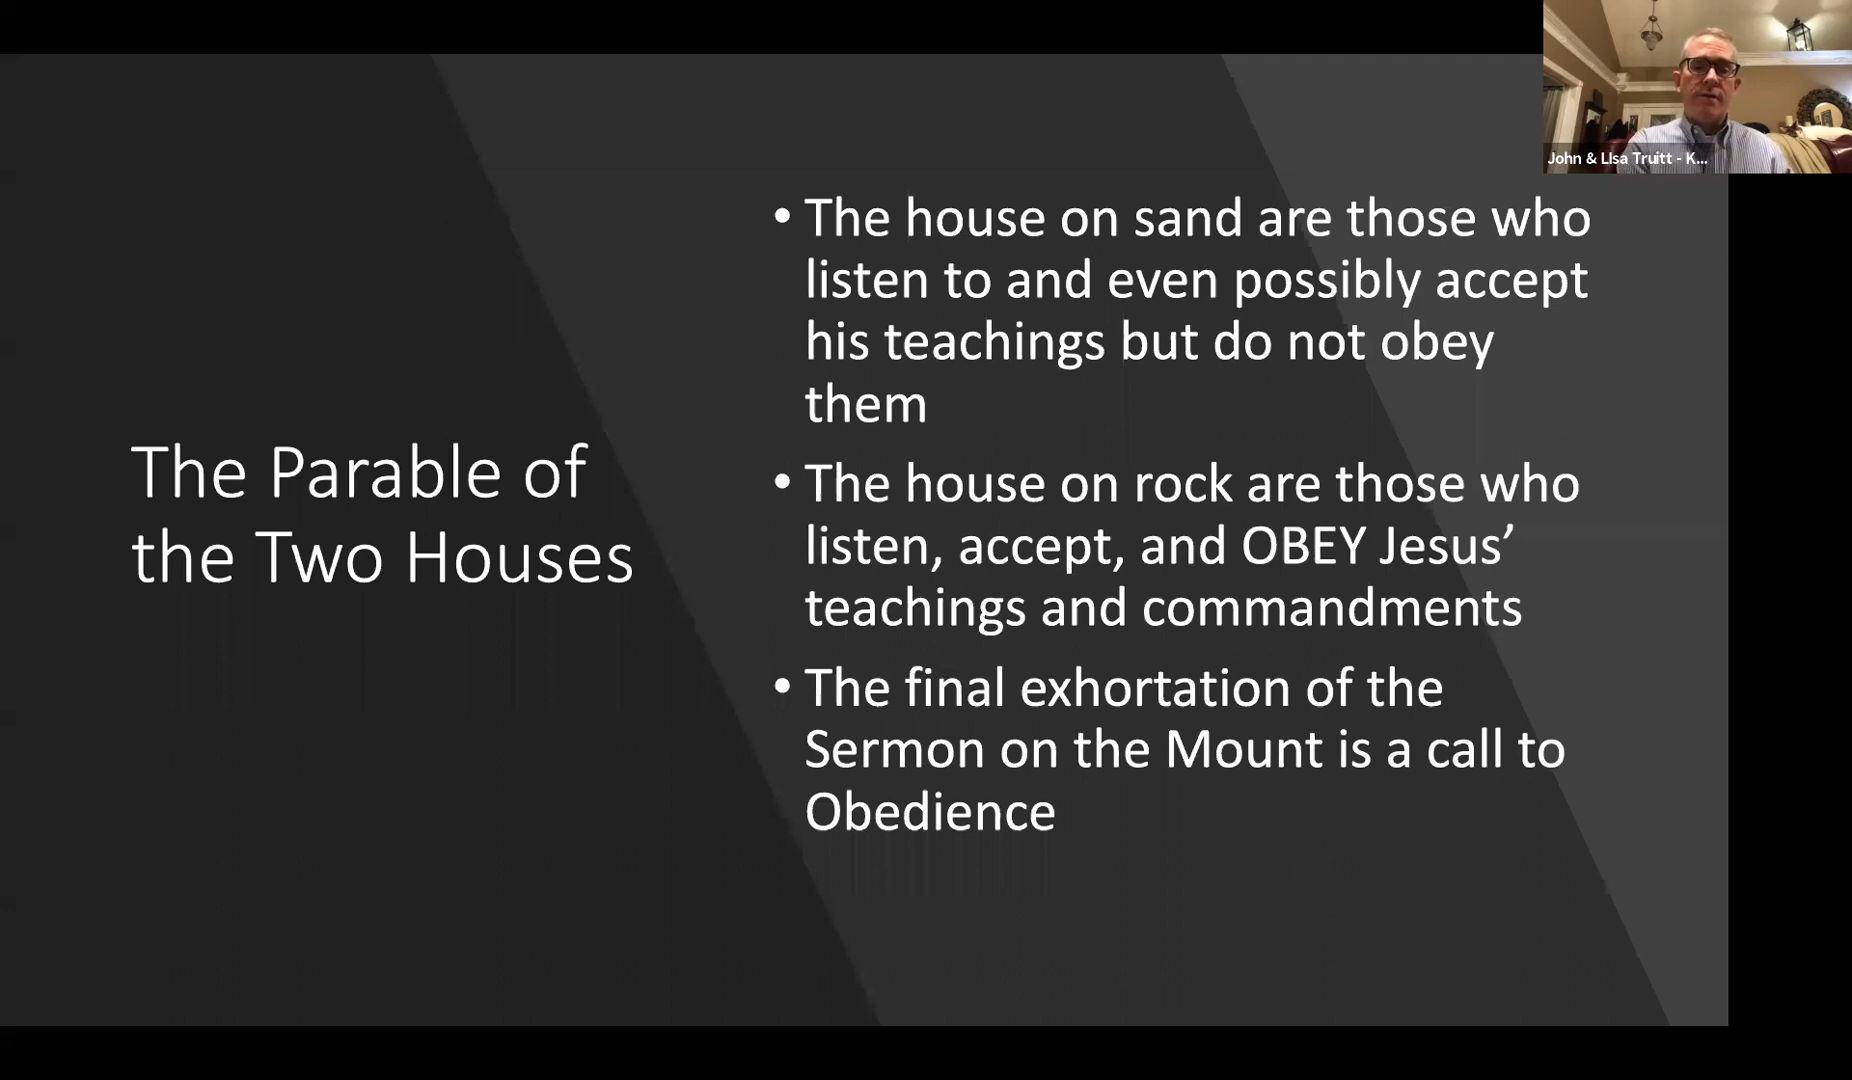 John & LIsa Truitt - K...
The Parable of
the Two Houses
• The house on sand are those who
listen to and even possibly accept
his teachings but do not obey
them
• The house on rock are those who
listen, accept, and OBEY Jesus’
teachings and commandments
• The final exhortation of the
Sermon on the Mount is a call to
Obedience